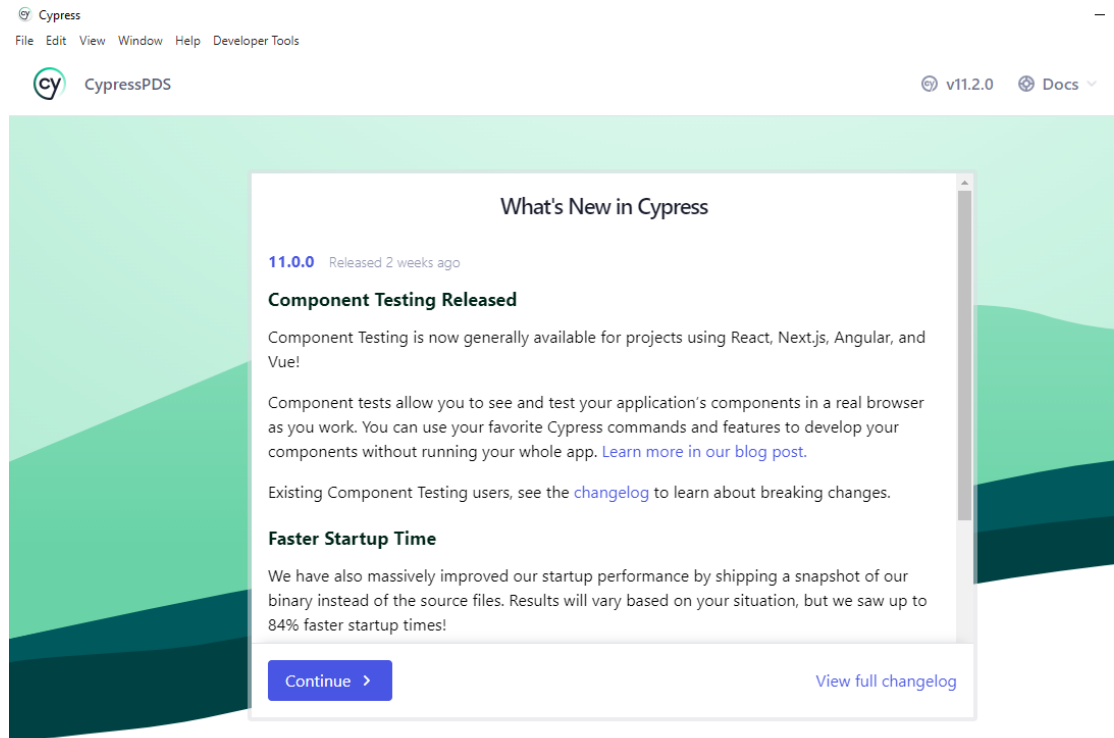 Cypress
File Edit View Window Help Developer Tools
cy CypressPDS cy v11.2.0 Docs
What's New in Cypress
11.0.0 Released 2 weeks ago
Component Testing Released
Component Testing is now generally available for projects using React, Next.js, Angular, and
Vue!
Component tests allow you to see and test your application's components in a real browser
as you work. You can use your favorite Cypress commands and features to develop your
components without running your whole app. Learn more in our blog post.
Existing Component Testing users, see the changelog to learn about breaking changes.
Faster Startup Time
We have also massively improved our startup performance by shipping a snapshot of our
binary instead of the source files. Results will vary based on your situation, but we saw up to
84% faster startup times!
Continue View full changelog